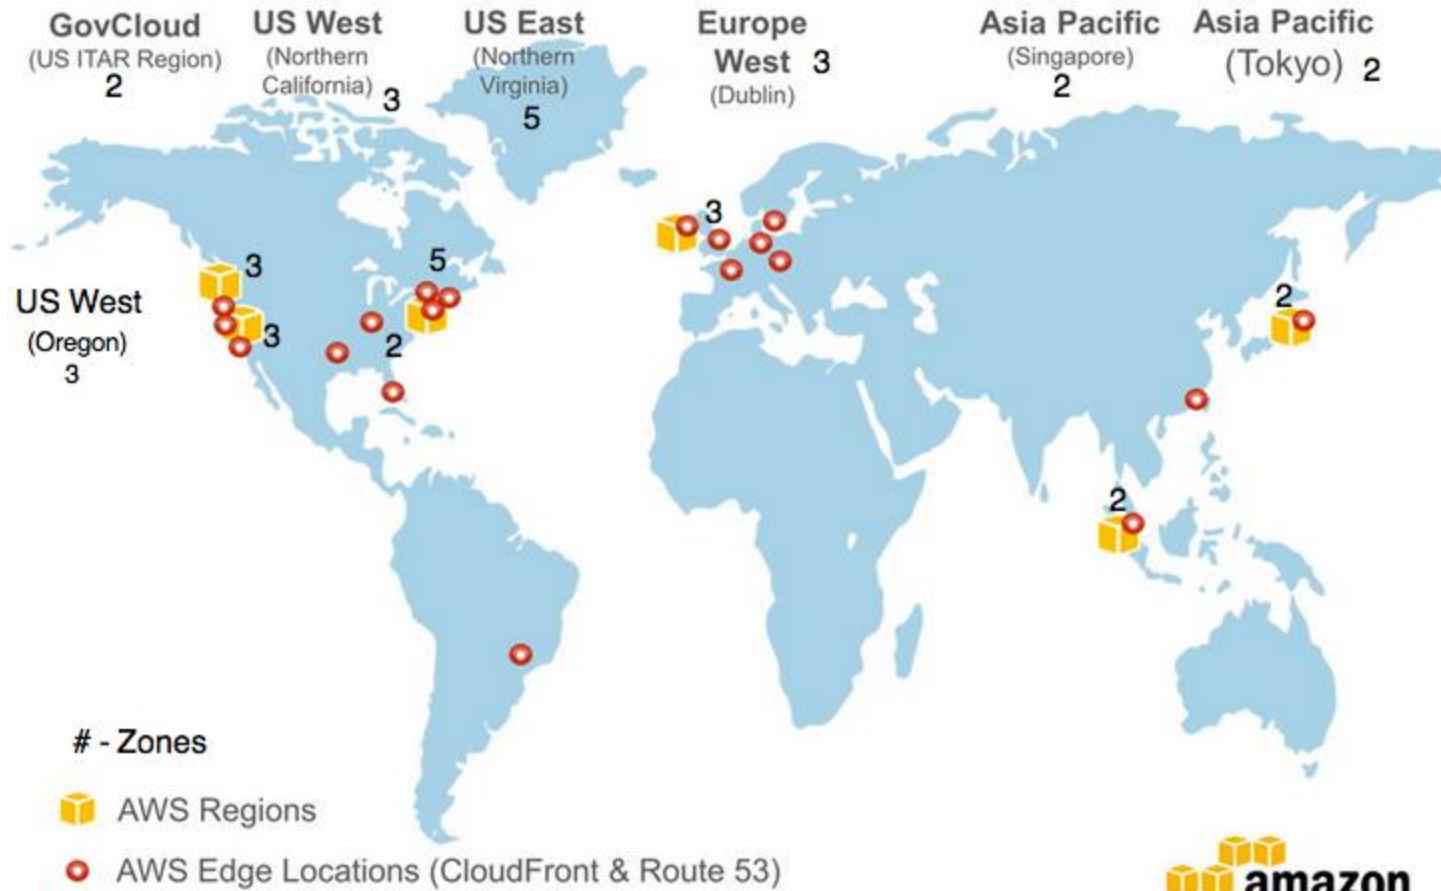 GovCloud
(US ITAR Region)
2
US West
(Northern
California)
3
US East
(Northern
Virginia)
5
Europe
West 3
(Dublin)
Asia Pacific
(Singapore)
2
Asia Pacific
(Tokyo) 2
3
5
3
US West
(Oregon)
3
3
2
2
2
# - Zones
AWS Regions
AWS Edge Locations (CloudFront & Route 53)
amazon